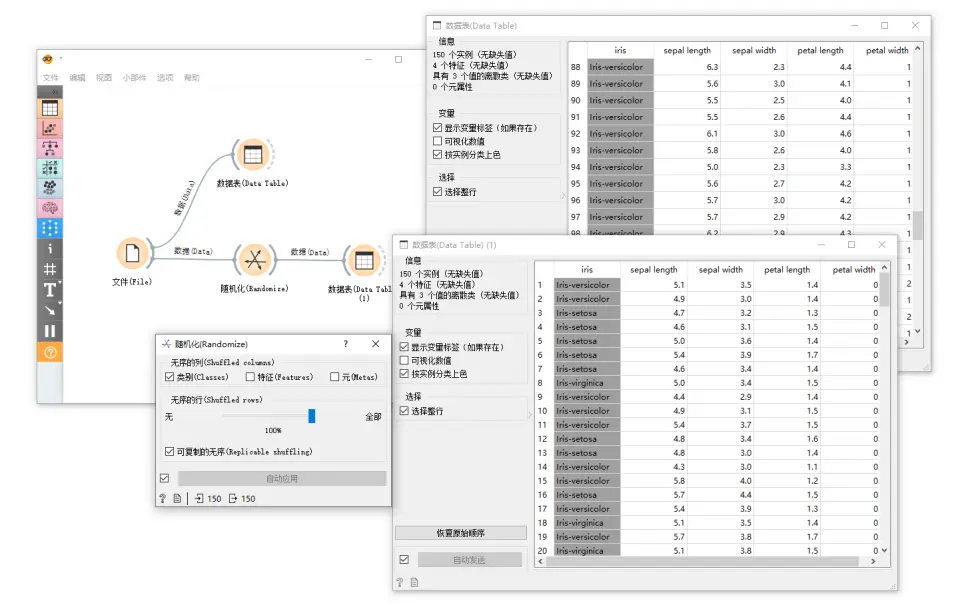 数据表(Data Table)
信息
150 个实例 (无缺失值)
4 个特征 (无缺失值)
具有 3 个值的离散类 (无缺失值)
0 个元属性
变量
显示变量标签 (如果存在)
可视化数值
按实例分类上色
选择
选择整行
iris sepal length sepal width petal length petal width
88 Iris-versicolor 6.3 2.3 4.4 1
89 Iris-versicolor 5.6 3.0 4.1 1
90 Iris-versicolor 5.5 2.5 4.0 1
91 Iris-versicolor 5.5 2.6 4.4 1
92 Iris-versicolor 6.1 3.0 4.6 1
93 Iris-versicolor 5.8 2.6 4.0 1
94 Iris-versicolor 5.0 2.3 3.3 1
95 Iris-versicolor 5.6 2.7 4.2 1
96 Iris-versicolor 5.7 3.0 4.2 1
97 Iris-versicolor 5.7 2.9 4.2 1
98 Iris-versicolor 6.2 2.9 4.3 1
1
1
2
1
2
1
文件 编辑 视图 小部件 选项 帮助
数据表(Data Table)
数据(Data)
数据(Data)
数据(Data)
文件(File)
随机化(Randomize)
数据表(Data Tabl
(1)
随机化(Randomize)
?
无序的列(Shuffled columns)
类别(Classes) 特征(Features) 元(Metas)
无序的行(Shuffled rows)
无 全部
100%
可复制的无序(Replicable shuffling)
自动应用
? 150 150
数据表(Data Table) (1)
信息
150 个实例 (无缺失值)
4 个特征 (无缺失值)
具有 3 个值的离散类 (无缺失值)
0 个元属性
变量
显示变量标签 (如果存在)
可视化数值
按实例分类上色
选择
选择整行
恢复原始顺序
自动发送
?
iris sepal length sepal width petal length petal width
1 Iris-versicolor 5.1 3.5 1.4 0
2 Iris-versicolor 4.9 3.0 1.4 0
3 Iris-setosa 4.7 3.2 1.3 0
4 Iris-setosa 4.6 3.1 1.5 0
5 Iris-setosa 5.0 3.6 1.4 0
6 Iris-setosa 5.4 3.9 1.7 0
7 Iris-setosa 4.6 3.4 1.4 0
8 Iris-virginica 5.0 3.4 1.5 0
9 Iris-versicolor 4.4 2.9 1.4 0
10 Iris-versicolor 4.9 3.1 1.5 0
11 Iris-versicolor 5.4 3.7 1.5 0
12 Iris-setosa 4.8 3.4 1.6 0
13 Iris-setosa 4.8 3.0 1.4 0
14 Iris-versicolor 4.3 3.0 1.1 0
15 Iris-versicolor 5.8 4.0 1.2 0
16 Iris-setosa 5.7 4.4 1.5 0
17 Iris-versicolor 5.4 3.9 1.3 0
18 Iris-virginica 5.1 3.5 1.4 0
19 Iris-versicolor 5.7 3.8 1.7 0
20 Iris-virginica 5.1 3.8 1.5 0